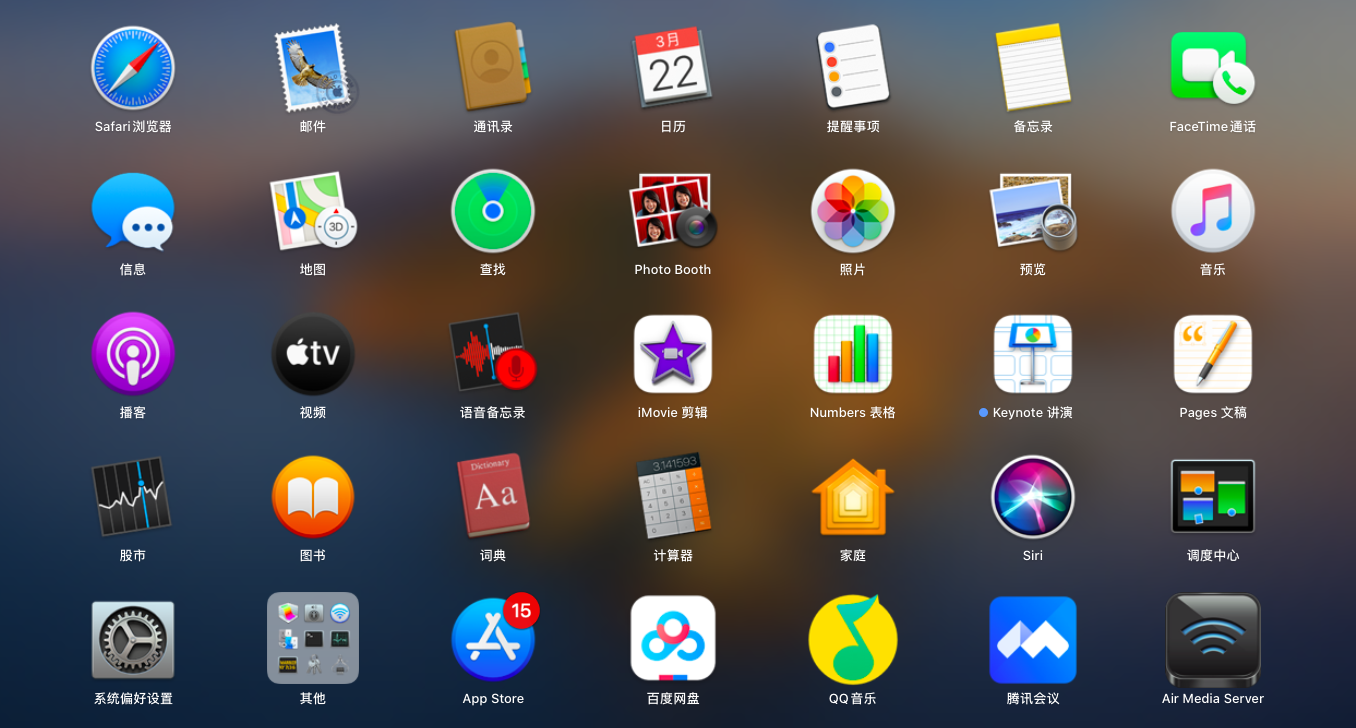 3月
22
Safari浏览器
邮件
通讯录
日历
提醒事项
备忘录
FaceTime通话
3D
信息
地图
查找
Photo Booth
照片
预览
音乐
tv
播客
视频
语音备忘录
iMovie 剪辑
Numbers 表格
Keynote 讲演
Pages 文稿
Dictionary
Aa
3.141593
股市
图书
词典
计算器
家庭
Siri
调度中心
15
系统偏好设置
其他
App Store
百度网盘
QQ音乐
腾讯会议
Air Media Server